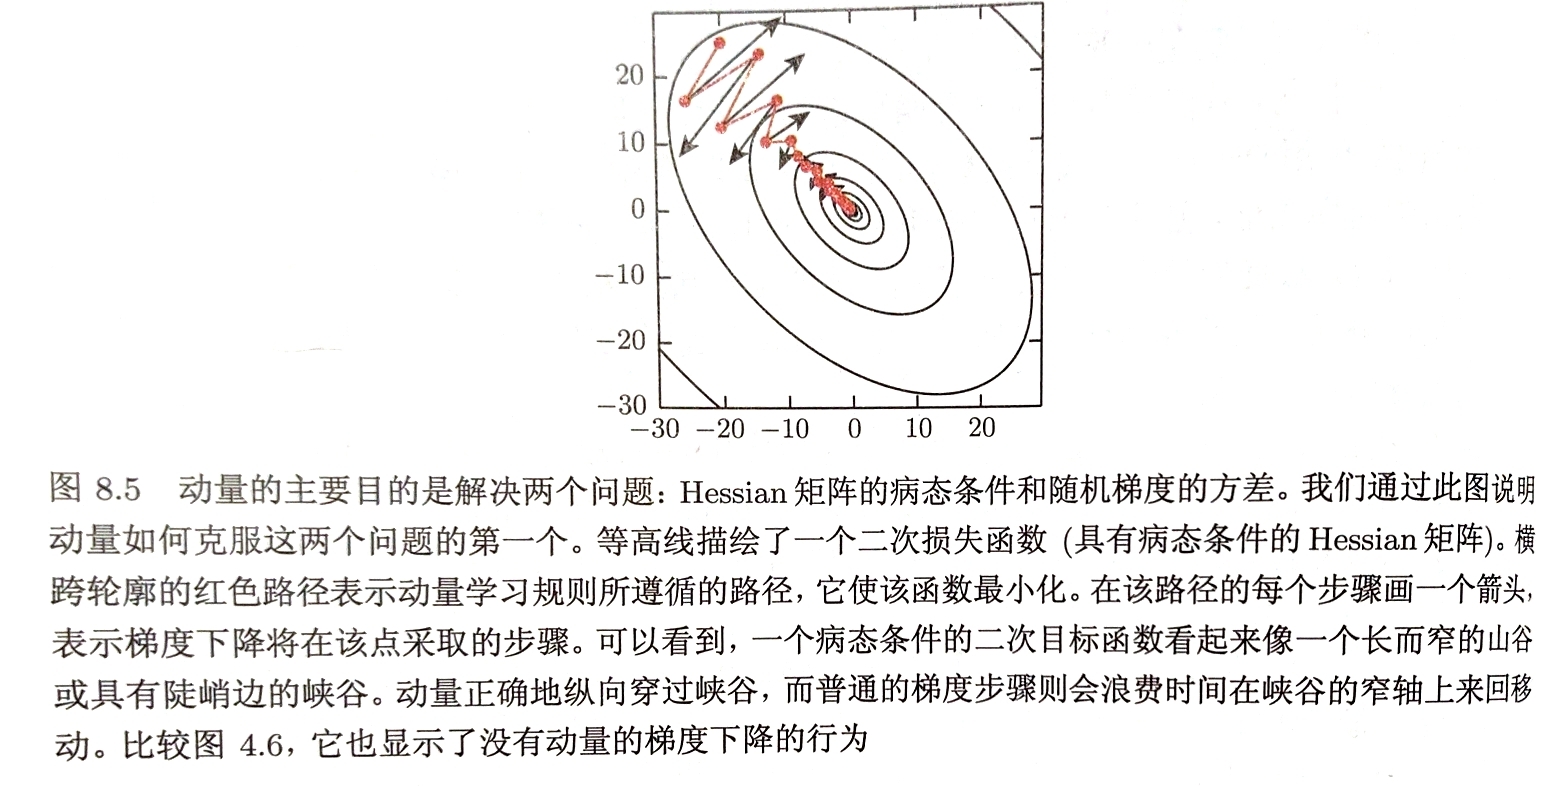 20
10
0
−10
−20
−30
−30 −20 −10 0 10 20
图 8.5 动量的主要目的是解决两个问题：Hessian 矩阵的病态条件和随机梯度的方差。我们通过此图说明
动量如何克服这两个问题的第一个。等高线描绘了一个二次损失函数 (具有病态条件的 Hessian 矩阵)。横
跨轮廓的红色路径表示动量学习规则所遵循的路径，它使该函数最小化。在该路径的每个步骤画一个箭头，
表示梯度下降将在该点采取的步骤。可以看到，一个病态条件的二次目标函数看起来像一个长而窄的山谷
或具有陡峭边的峡谷。动量正确地纵向穿过峡谷，而普通的梯度步骤则会浪费时间在峡谷的窄轴上来回移
动。比较图 4.6，它也显示了没有动量的梯度下降的行为